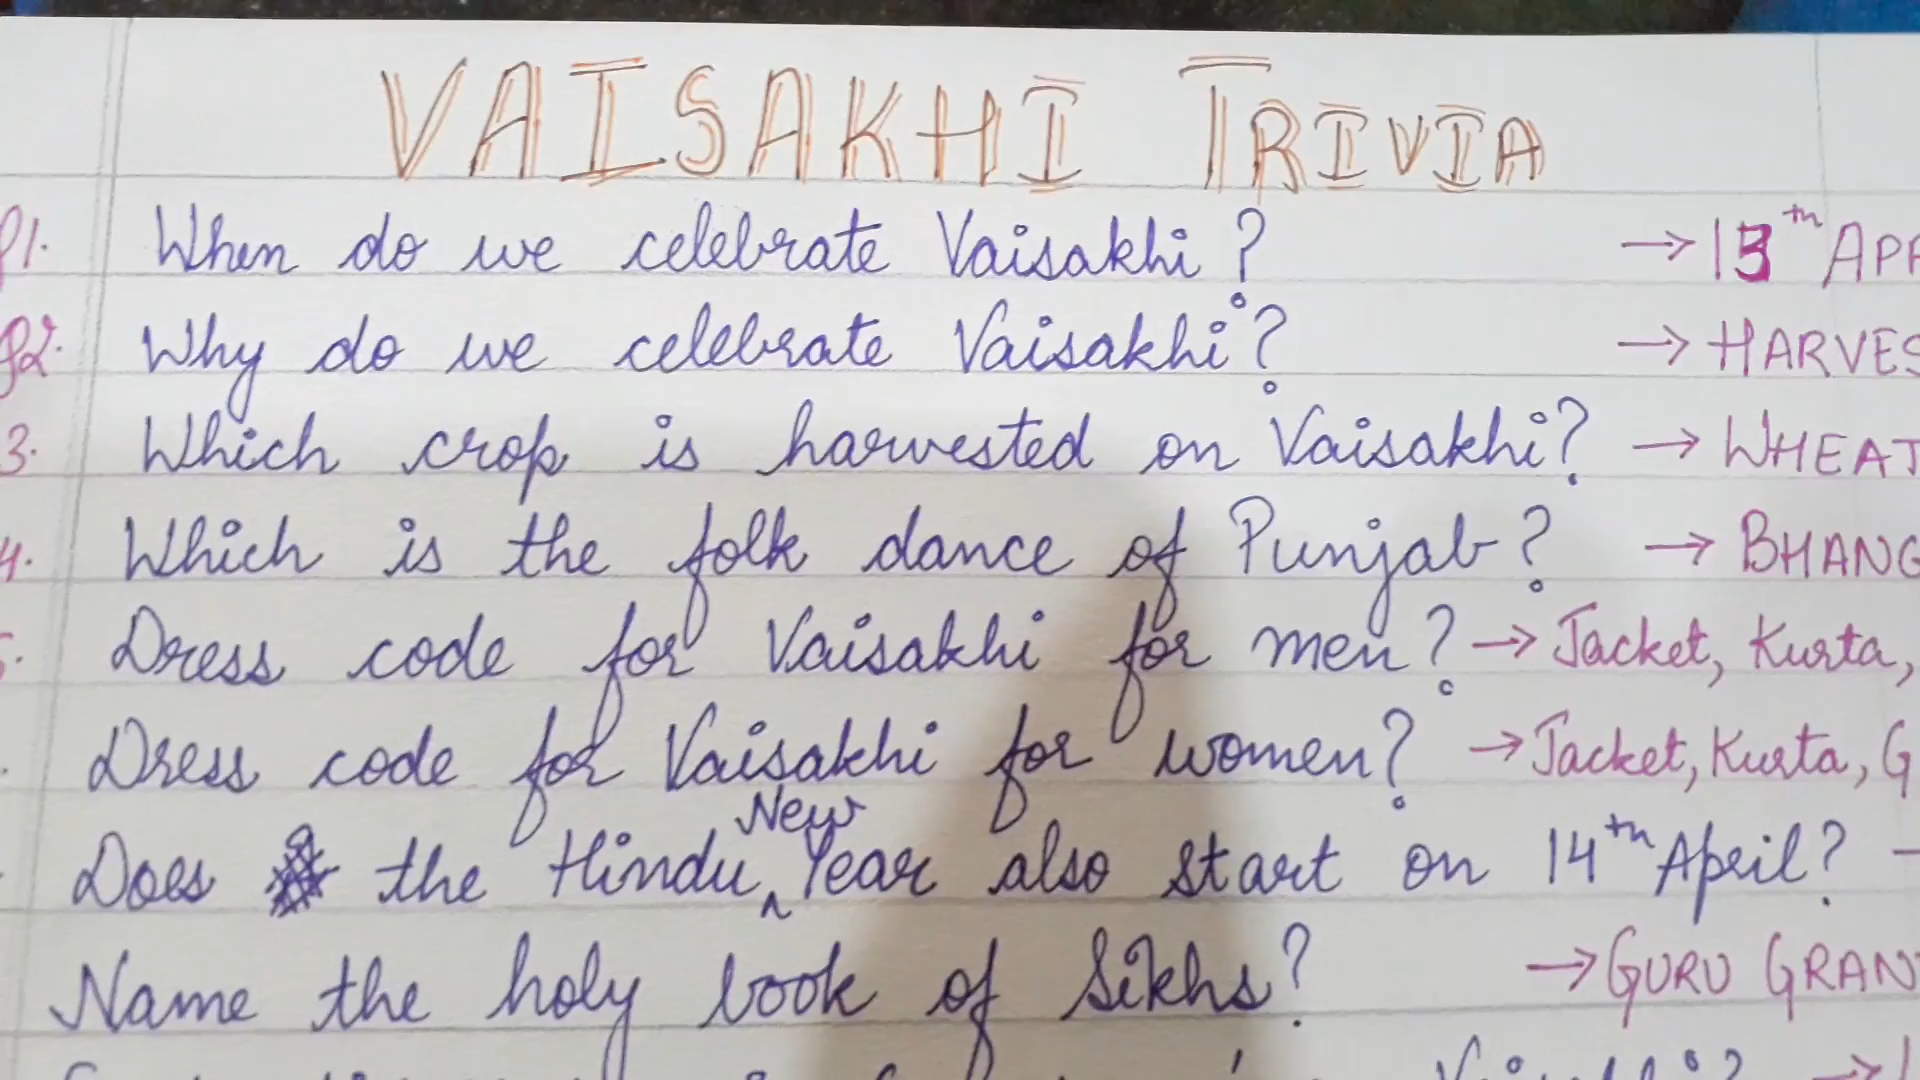 VAISAKHI TRIVIA
Q1. When do we celebrate Vaisakhi? → 13th APR
Q2. Why do we celebrate Vaisakhi? → HARVES
3. Which crop is harvested on Vaisakhi? → WHEAT
4. Which is the folk dance of Punjab? → BHANG
Dress code for Vaisakhi for men? → Jacket, Kurta,
Dress code for Vaisakhi for women? → Jacket, Kurta, G
Does the Hindu New Year also start on 14th April?
Name the holy book of Sikhs? → GURU GRAN